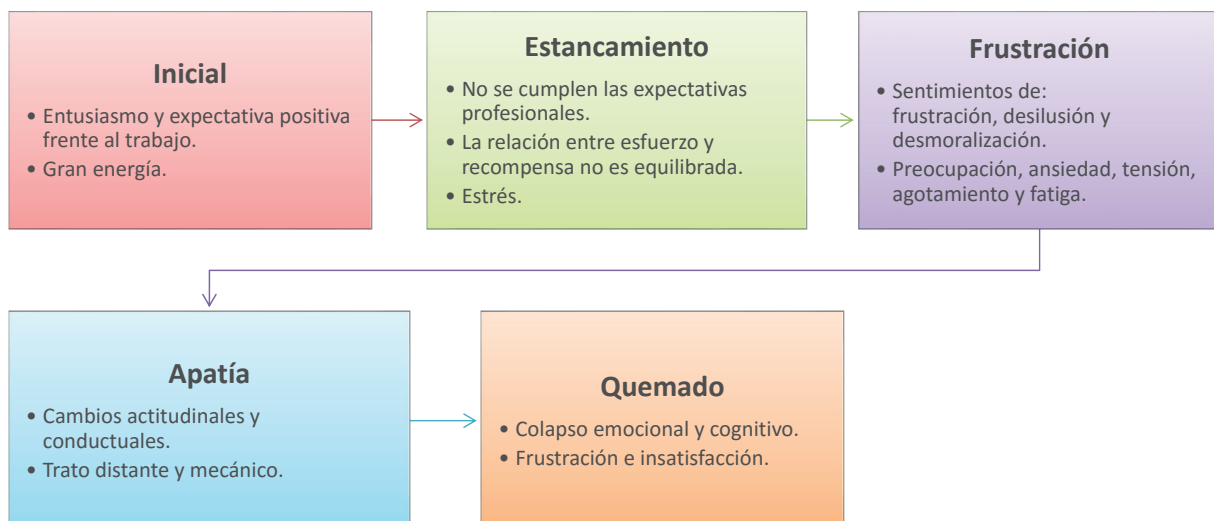 Inicial
• Entusiasmo y expectativa positiva
frente al trabajo.
• Gran energía.
Estancamiento
• No se cumplen las expectativas
profesionales.
• La relación entre esfuerzo y
recompensa no es equilibrada.
• Estrés.
Frustración
• Sentimientos de:
frustración, desilusión y
desmoralización.
• Preocupación, ansiedad, tensión,
agotamiento y fatiga.
Apatía
• Cambios actitudinales y
conductuales.
• Trato distante y mecánico.
Quemado
• Colapso emocional y cognitivo.
• Frustración e insatisfacción.